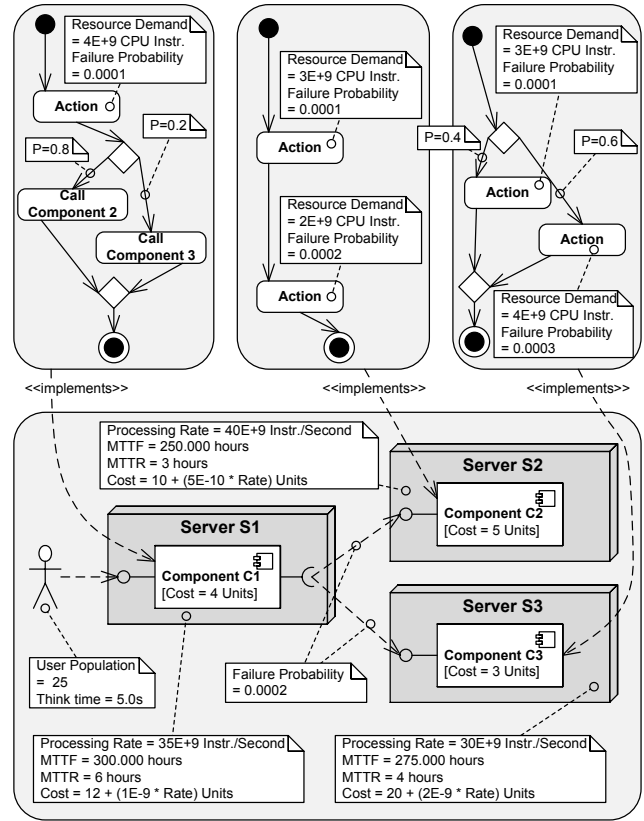 Resource Demand
= 4E+9 CPU Instr.
Failure Probability
= 0.0001
Action
P=0.2
P=0.8
Call
Component 2
Call
Component 3
Resource Demand
= 3E+9 CPU Instr.
Failure Probability
= 0.0001
Action
Resource Demand
= 2E+9 CPU Instr.
Failure Probability
= 0.0002
Action
Resource Demand
= 3E+9 CPU Instr.
Failure Probability
= 0.0001
P=0.4
P=0.6
Action
Action
Resource Demand
= 4E+9 CPU Instr.
Failure Probability
= 0.0003
<<implements>>
<<implements>>
<<implements>>
Processing Rate = 40E+9 Instr./Second
MTTF = 250.000 hours
MTTR = 3 hours
Cost = 10 + (5E-10 * Rate) Units
Server S2
Component C2
[Cost = 5 Units]
Server S1
Component C1
[Cost = 4 Units]
Server S3
Component C3
[Cost = 3 Units]
User Population
= 25
Think time = 5.0s
Failure Probability
= 0.0002
Processing Rate = 35E+9 Instr./Second
MTTF = 300.000 hours
MTTR = 6 hours
Cost = 12 + (1E-9 * Rate) Units
Processing Rate = 30E+9 Instr./Second
MTTF = 275.000 hours
MTTR = 4 hours
Cost = 20 + (2E-9 * Rate) Units